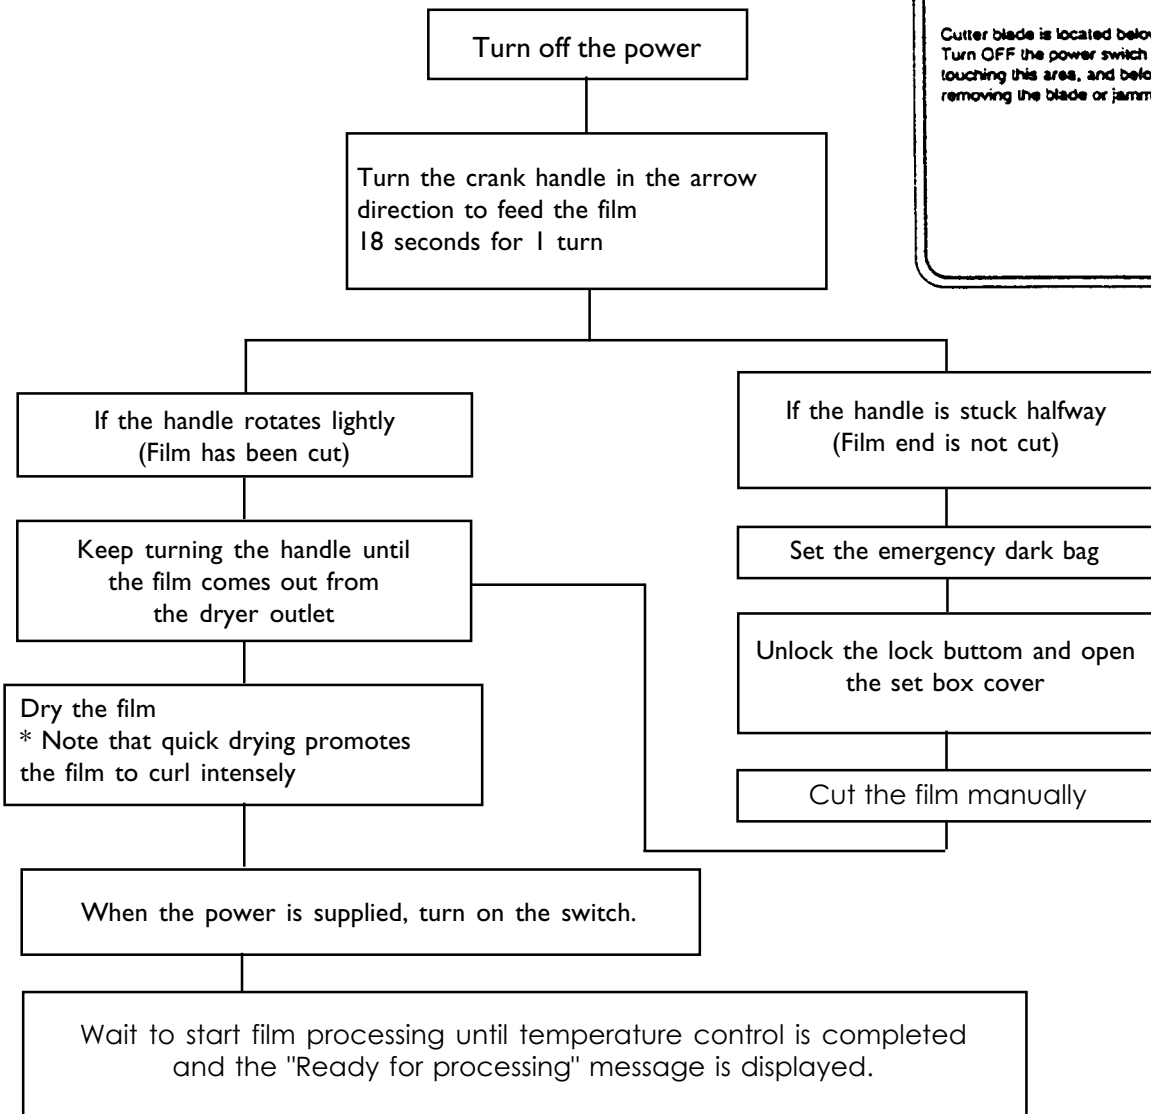 Cutter blade is located
Turn OFF the power switch
touching this area, and
removing the blade or
Turn off the power
Turn the crank handle in the arrow
direction to feed the film
18 seconds for 1 turn
If the handle rotates lightly
(Film has been cut)
Keep turning the handle until
the film comes out from
the dryer outlet
Dry the film
* Note that quick drying promotes
the film to curl intensely
If the handle is stuck halfway
(Film end is not cut)
Set the emergency dark bag
Unlock the lock buttom and open
the set box cover
Cut the film manually
When the power is supplied, turn on the switch.
Wait to start film processing until temperature control is completed
and the "Ready for processing" message is displayed.